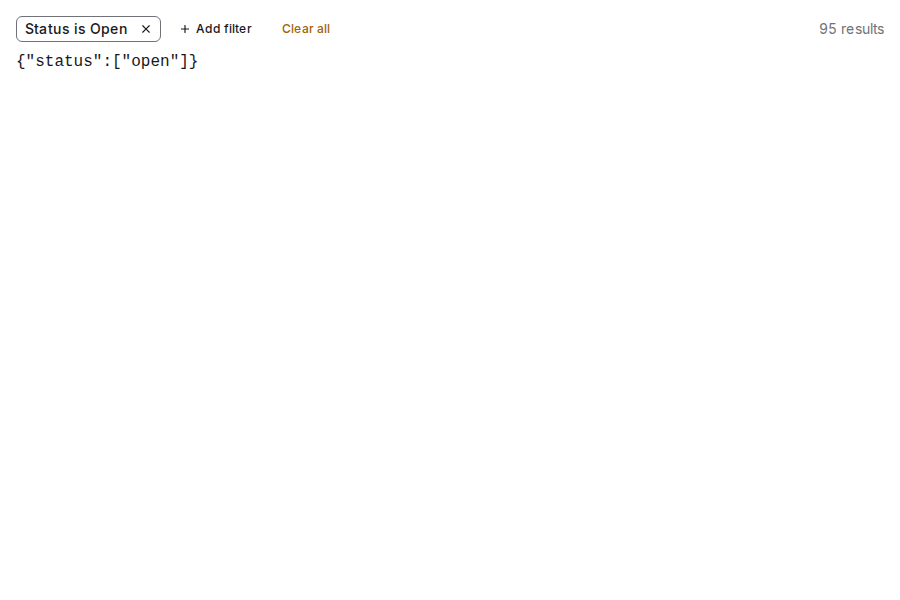 Status is Open × + Add filter Clear all 95 results
{"status":["open"]}